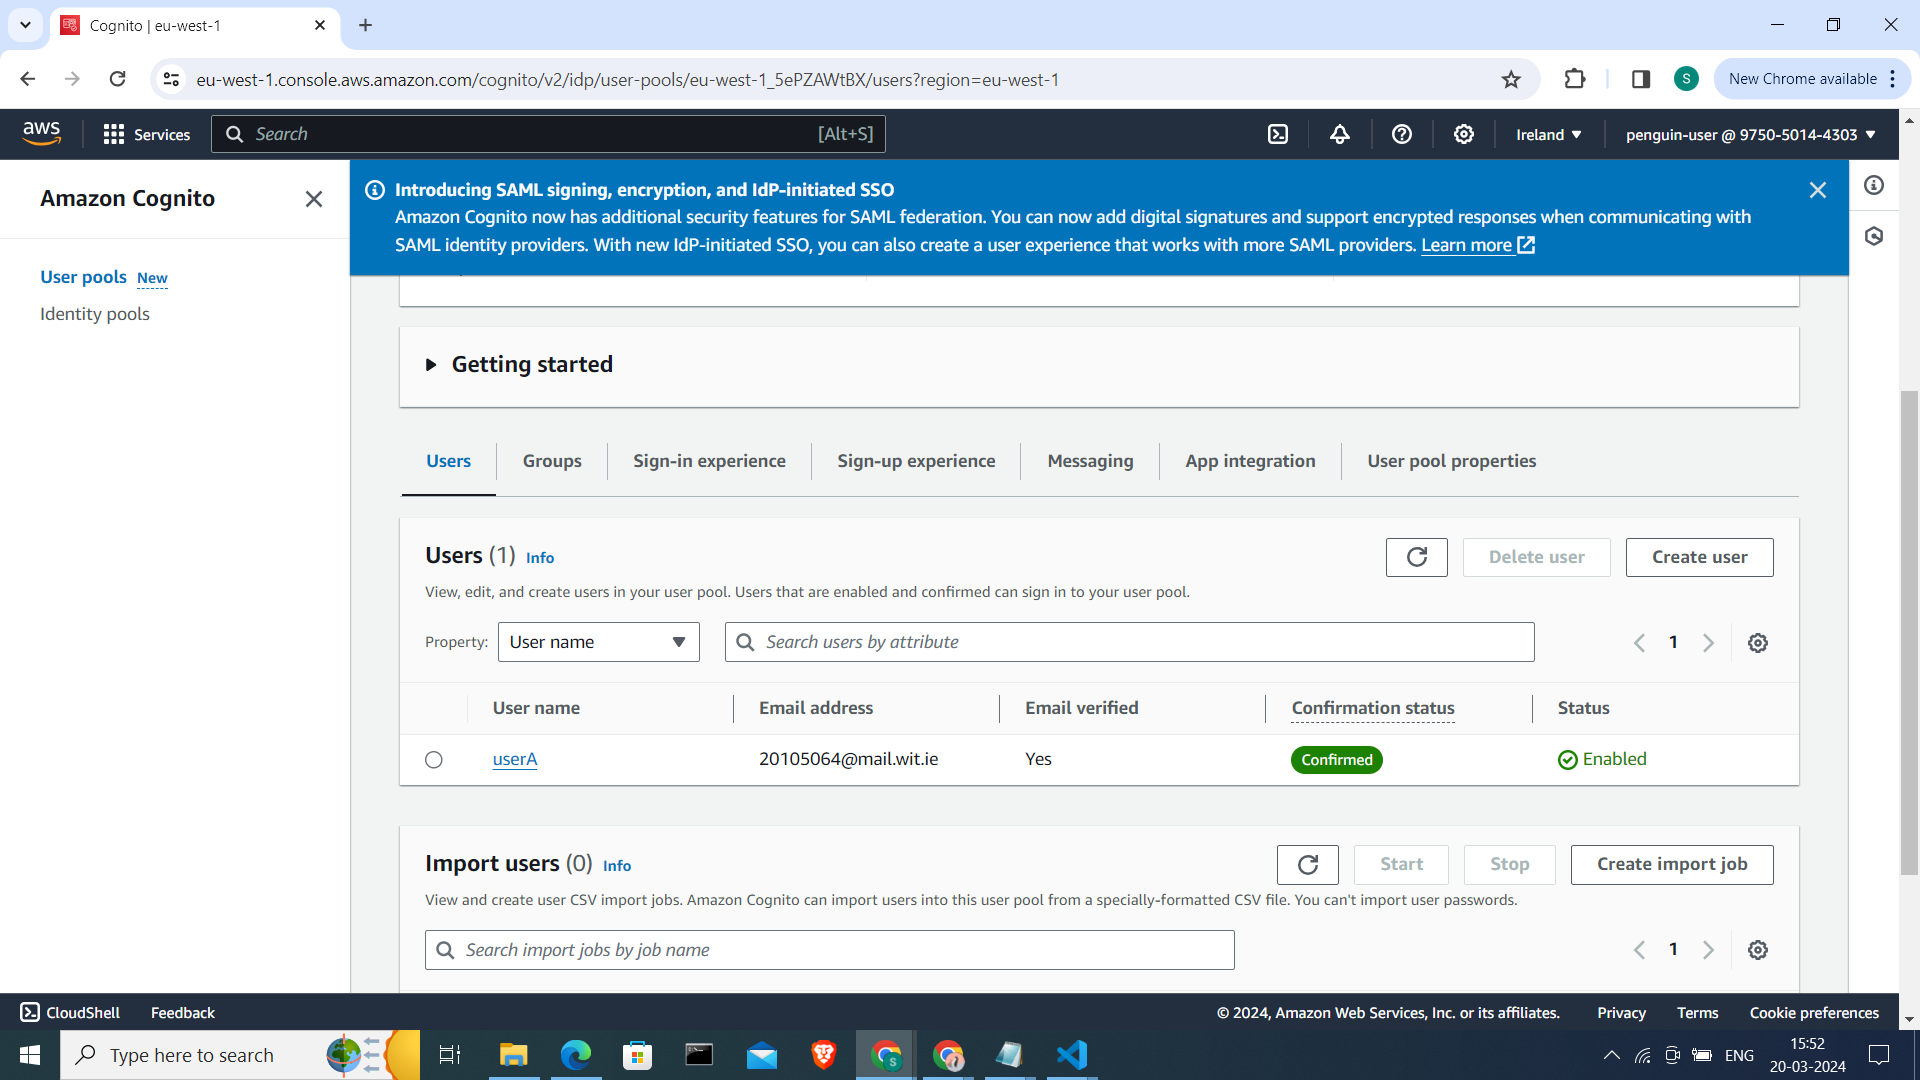 Cognito | eu-west-1
eu-west-1.console.aws.amazon.com/cognito/v2/idp/user-pools/eu-west-1_5ePZAWtBX/users?region=eu-west-1
S
New Chrome available
aws
Services
Search
[Alt+S]
Ireland
penguin-user @ 9750-5014-4303
Amazon Cognito
User pools New
Identity pools
Introducing SAML signing, encryption, and IdP-initiated SSO
Amazon Cognito now has additional security features for SAML federation. You can now add digital signatures and support encrypted responses when communicating with
SAML identity providers. With new IdP-initiated SSO, you can also create a user experience that works with more SAML providers. Learn more
Getting started
Users
Groups
Sign-in experience
Sign-up experience
Messaging
App integration
User pool properties
Users (1) Info
Delete user
Create user
View, edit, and create users in your user pool. Users that are enabled and confirmed can sign in to your user pool.
Property:
User name
Search users by attribute
1
User name
Email address
Email verified
Confirmation status
Status
userA
20105064@mail.wit.ie
Yes
Confirmed
Enabled
Import users (0) Info
Start
Stop
Create import job
View and create user CSV import jobs. Amazon Cognito can import users into this user pool from a specially-formatted CSV file. You can't import user passwords.
Search import jobs by job name
1
CloudShell
Feedback
© 2024, Amazon Web Services, Inc. or its affiliates.
Privacy
Terms
Cookie preferences
Type here to search
S
ENG
15:52
20-03-2024